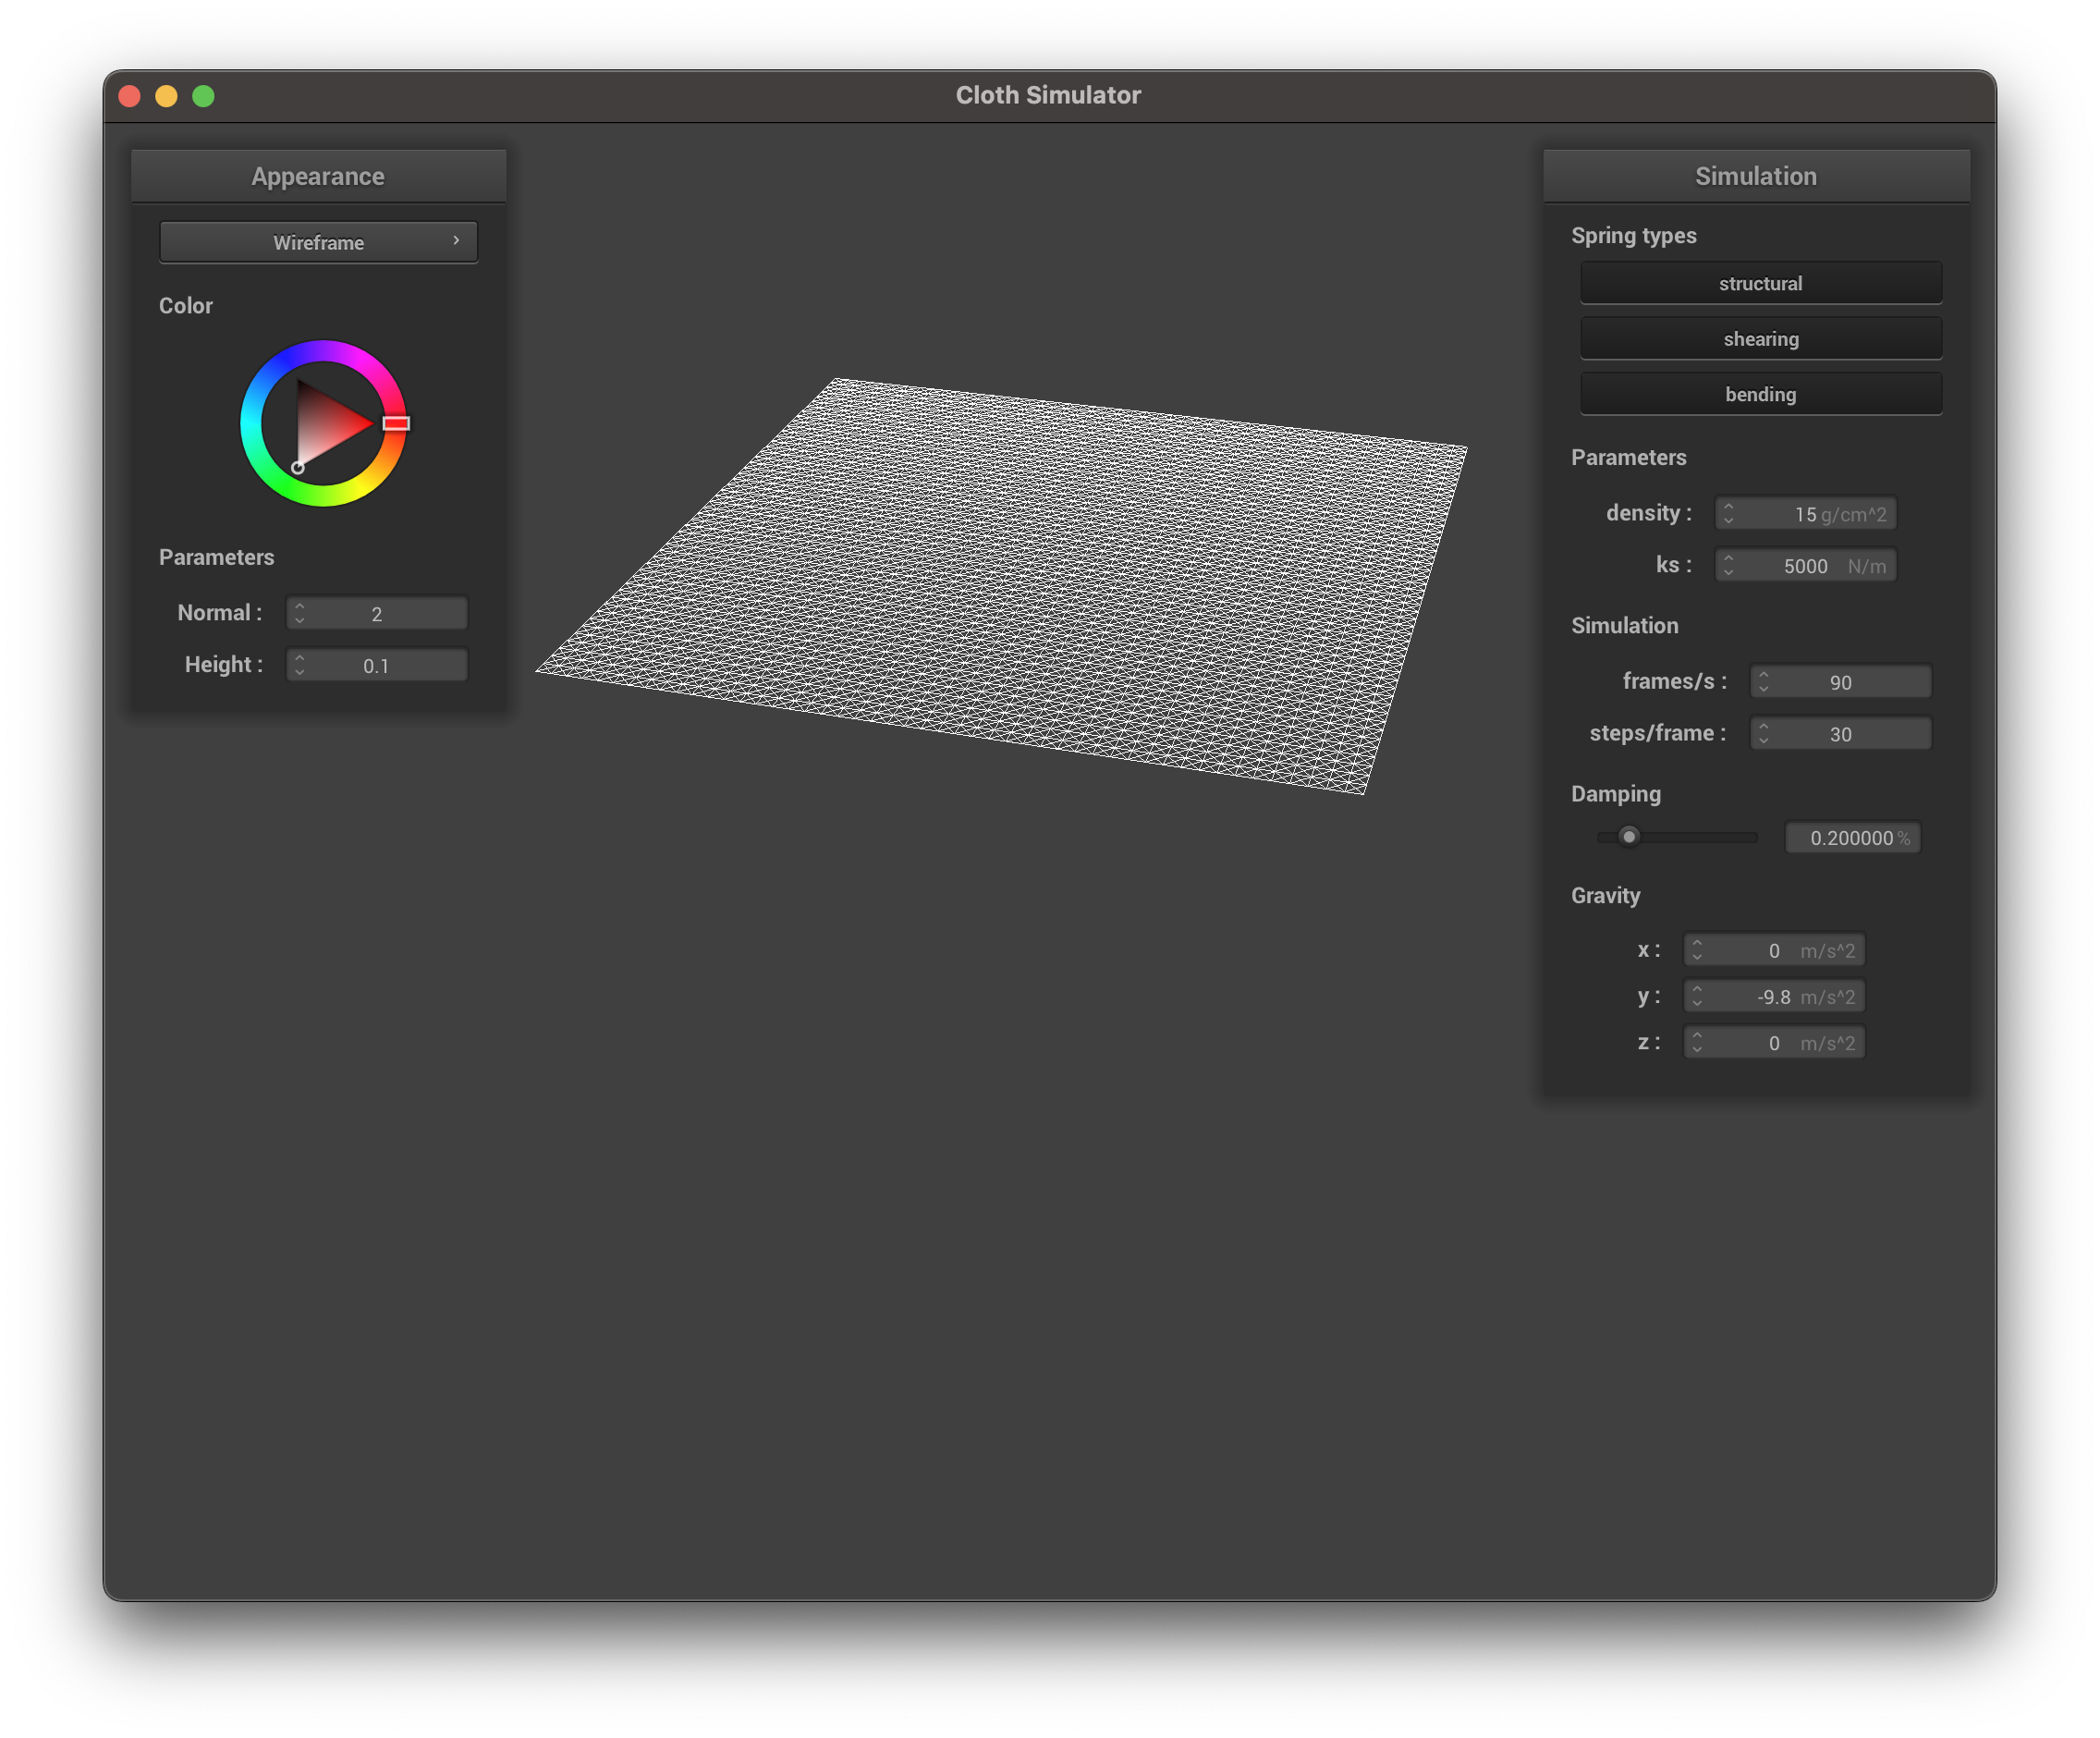 Cloth Simulator
Appearance
Wireframe
Color
Parameters
Normal : 2
Height : 0.1
Simulation
Spring types
structural
shearing
bending
Parameters
density : 15 g/cm^2
ks : 5000 N/m
Simulation
frames/s : 90
steps/frame : 30
Damping
0.200000 %
Gravity
x : 0 m/s^2
y : -9.8 m/s^2
z : 0 m/s^2